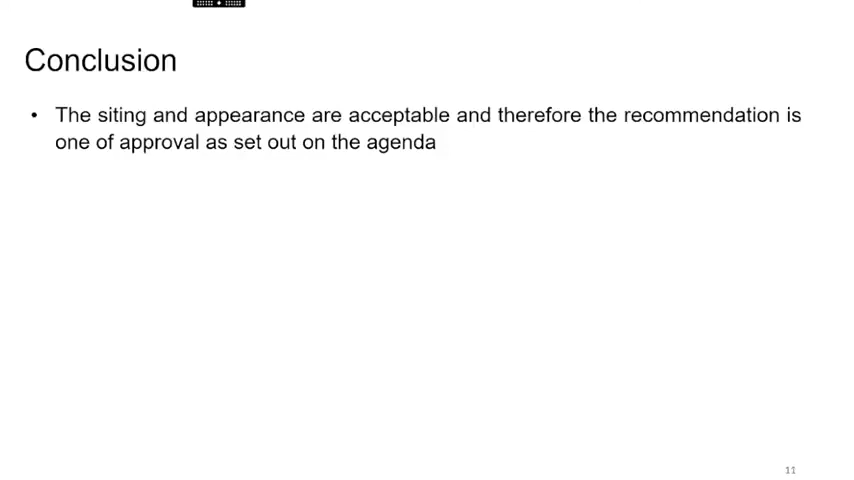 Conclusion
• The siting and appearance are acceptable and therefore the recommendation is
one of approval as set out on the agenda
11